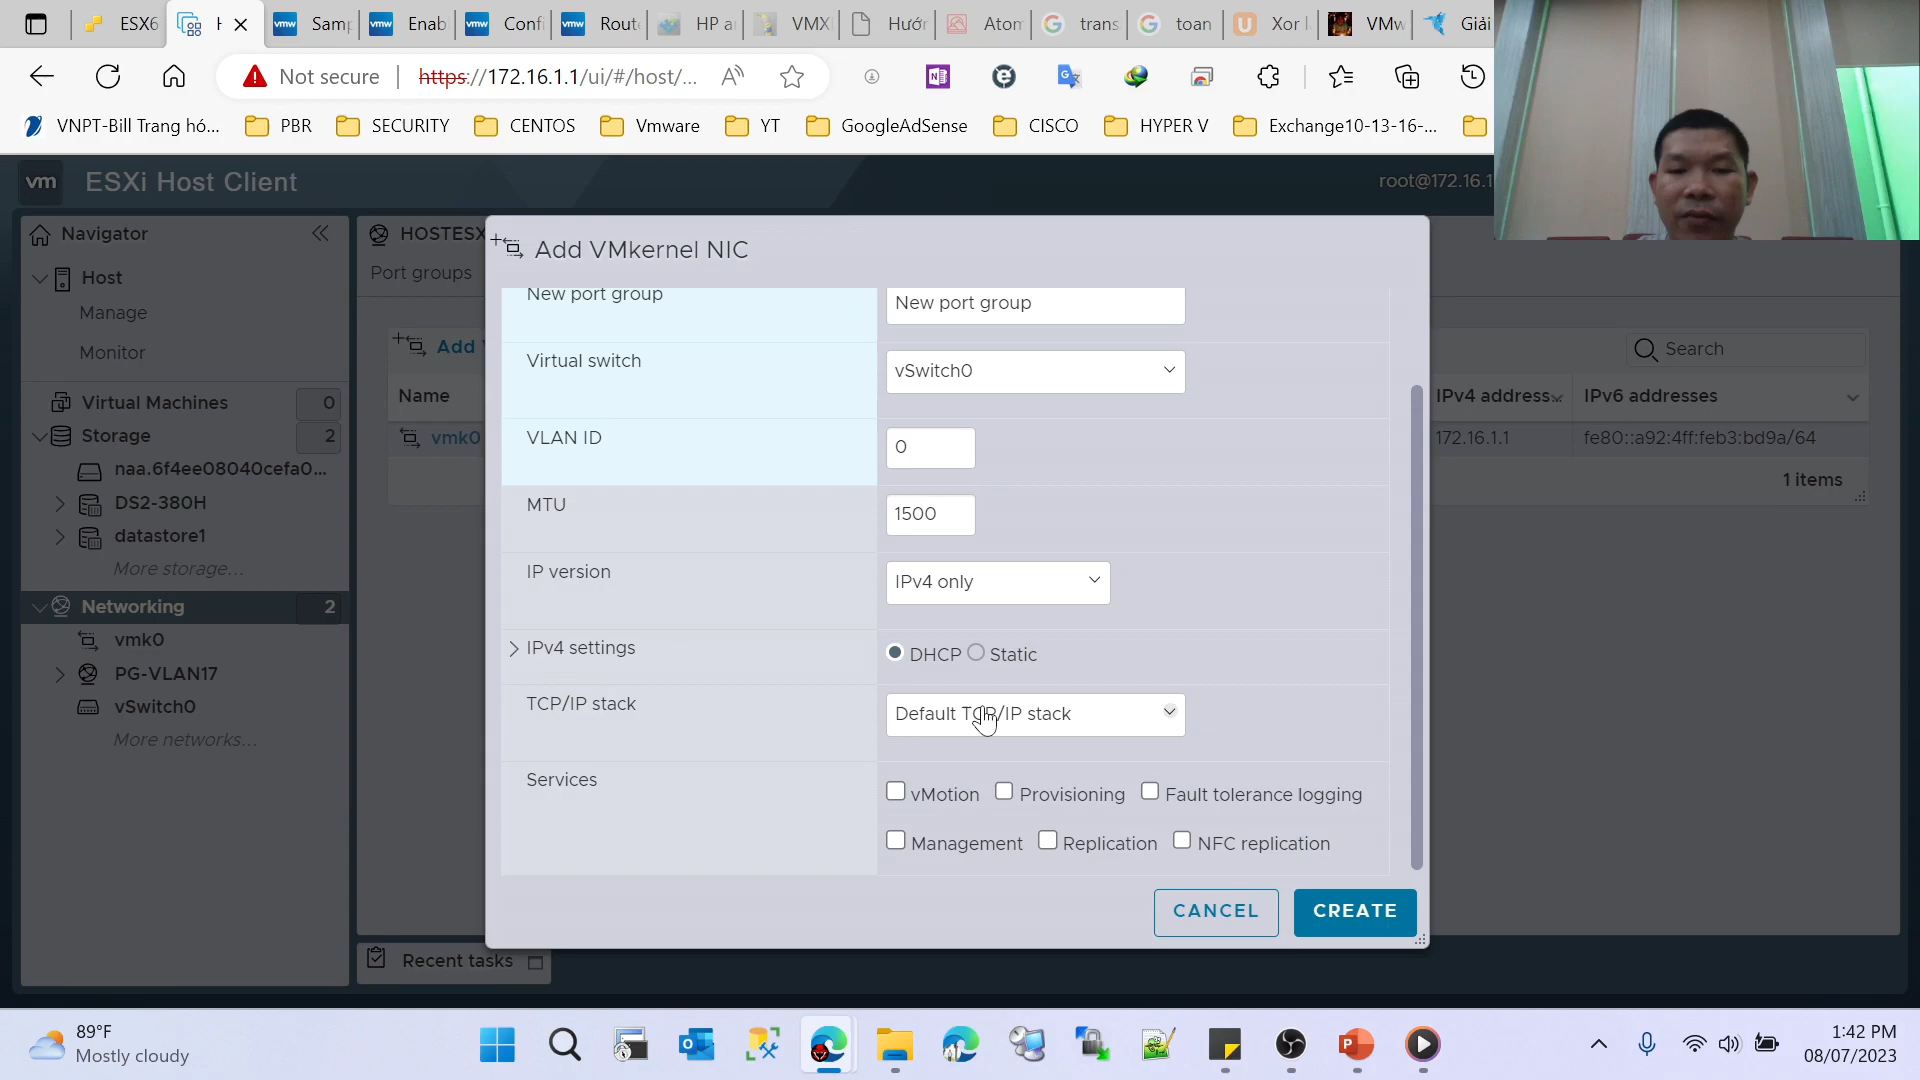 ESX6
Samp
Enab
Confi
Route
HP a
VMX
Hướn
Atom
trans
toan
Xor l
VMw
Giải
Not secure
https://172.16.1.1/ui/#/host/...
VNPT-Bill Trang hó...
PBR
SECURITY
CENTOS
Vmware
YT
GoogleAdSense
CISCO
HYPER V
Exchange10-13-16-...
vm
ESXi Host Client
root@172.16.1
Navigator
Host
Manage
Monitor
Virtual Machines
0
Storage
2
naa.6f4ee08040cefa0...
DS2-380H
datastore1
More storage...
Networking
2
vmk0
PG-VLAN17
vSwitch0
More networks...
HOSTESX
Port groups
Add
Name
vmk0
Search
IPv4 address...
IPv6 addresses
172.16.1.1
fe80::a92:4ff:feb3:bd9a/64
1 items
Add VMkernel NIC
New port group
New port group
Virtual switch
vSwitch0
VLAN ID
0
MTU
1500
IP version
IPv4 only
IPv4 settings
DHCP
Static
TCP/IP stack
Default TCP/IP stack
Services
vMotion
Provisioning
Fault tolerance logging
Management
Replication
NFC replication
CANCEL
CREATE
Recent tasks
89°F
Mostly cloudy
1:42 PM
08/07/2023